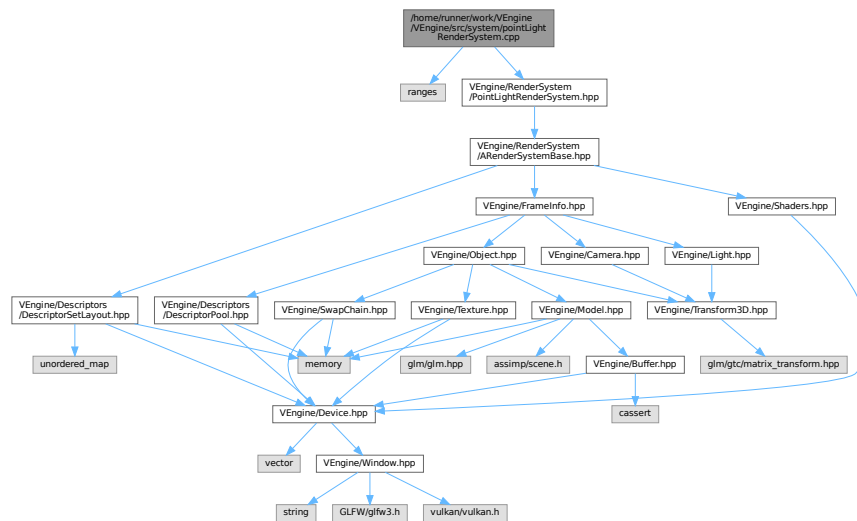 /home/runner/work/VEngine
/VEngine/src/system/pointLight
RenderSystem.cpp
ranges
VEngine/RenderSystem
/PointLightRenderSystem.hpp
VEngine/RenderSystem
/ARenderSystemBase.hpp
VEngine/FrameInfo.hpp
VEngine/Shaders.hpp
VEngine/Object.hpp
VEngine/Camera.hpp
VEngine/Light.hpp
VEngine/Descriptors
/DescriptorSetLayout.hpp
VEngine/Descriptors
/DescriptorPool.hpp
VEngine/SwapChain.hpp
VEngine/Texture.hpp
VEngine/Model.hpp
VEngine/Transform3D.hpp
unordered_map
memory
glm/glm.hpp
assimp/scene.h
VEngine/Buffer.hpp
glm/gtc/matrix_transform.hpp
VEngine/Device.hpp
cassert
vector
VEngine/Window.hpp
string
GLFW/glfw3.h
vulkan/vulkan.h